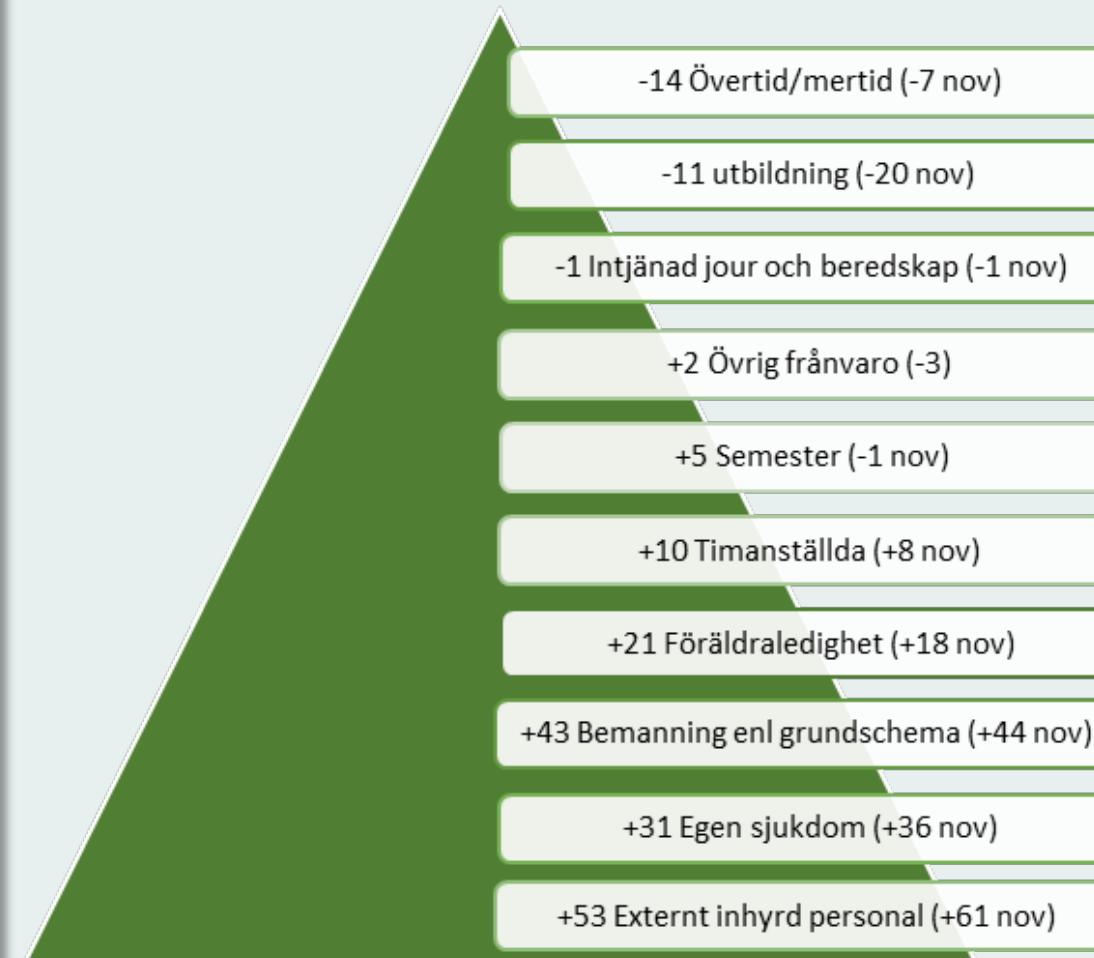 -14 Övertid/mertid (-7 nov)
-11 utbildning (-20 nov)
-1 Intjänad jour och beredskap (-1 nov)
+2 Övrig frånvaro (-3)
+5 Semester (-1 nov)
+10 Timanställda (+8 nov)
+21 Föräldraledighet (+18 nov)
+43 Bemanning enl grundschema (+44 nov)
+31 Egen sjukdom (+36 nov)
+53 Externt inhyrd personal (+61 nov)